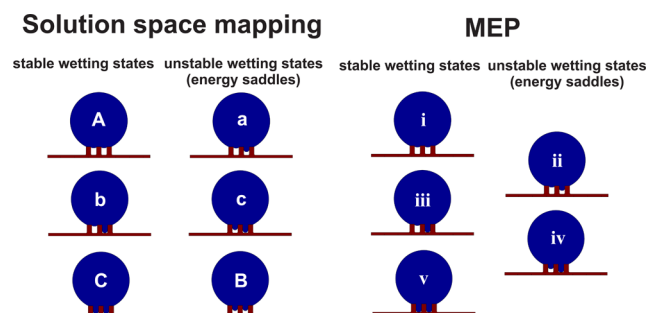 Solution space mapping
MEP
stable wetting states
unstable wetting states
(energy saddles)
stable wetting states
unstable wetting states
(energy saddles)
A
a
i
ii
b
c
iii
iv
C
B
v